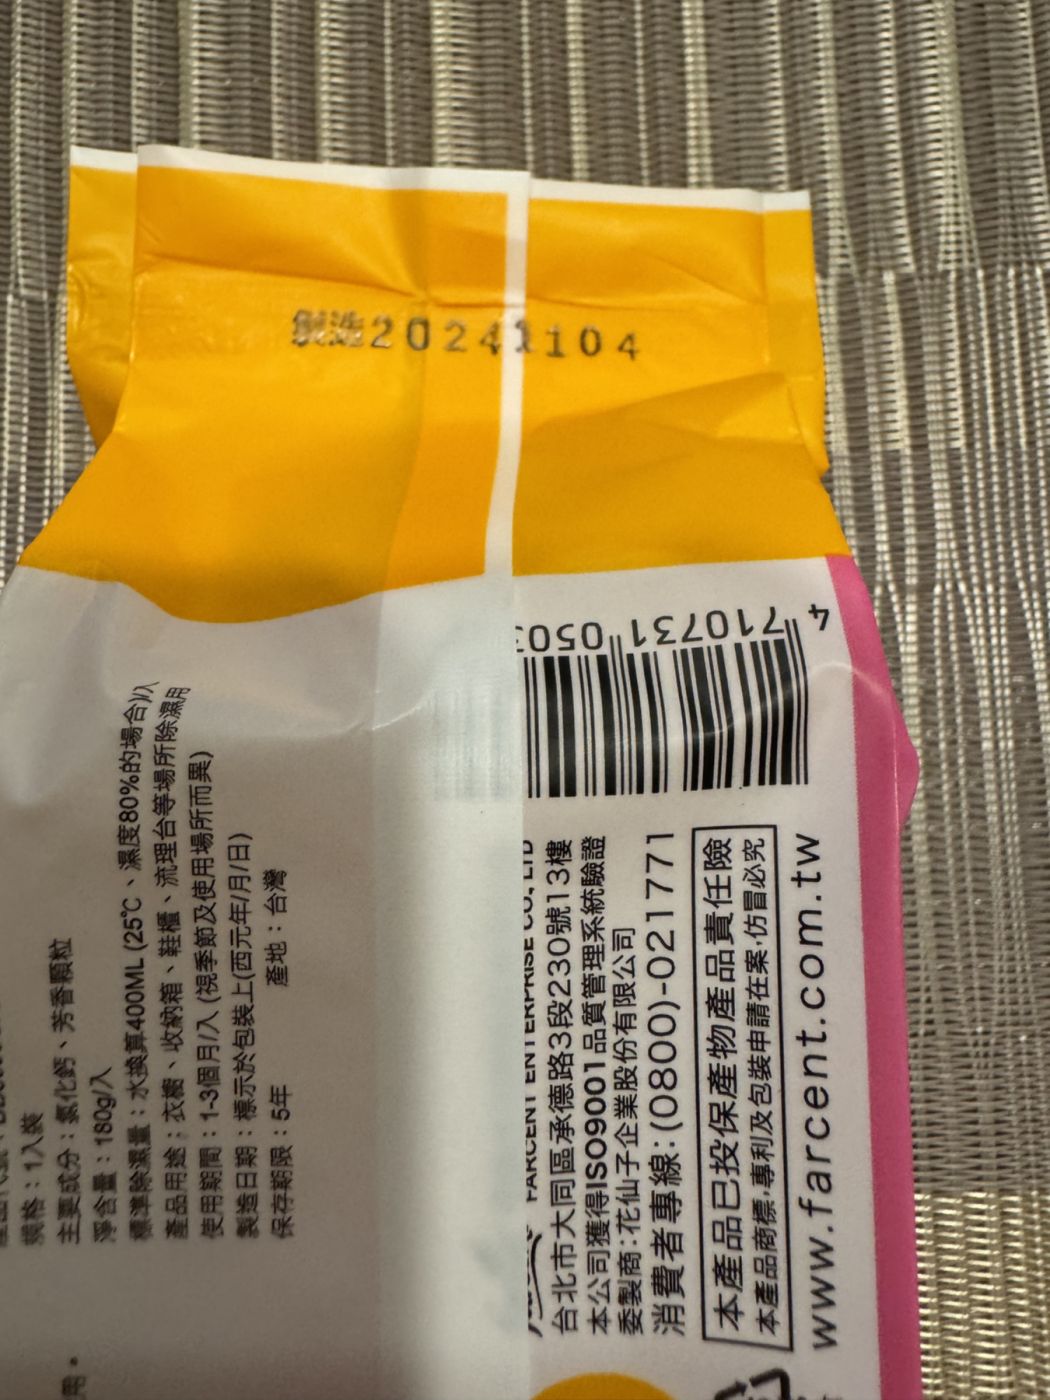 製造20241104
4 710731 0503
規格：1入裝
主要成分：氯化鈣、芳香顆粒
淨含量：180g/入
標準除濕量：水換算400ML (25℃、濕度80%的場合)/入
產品用途：衣櫥、收納箱、鞋櫃、流理台等場所除濕用
使用期間：1-3個月/入 (視季節及使用場所而異)
製造日期：標示於包裝上(西元年/月/日)
保存期限：5年 產地：台灣
用。
FARCENT ENTERPRISE CO., LTD
台北市大同區承德路3段230號13樓
本公司獲得ISO9001品質管理系統驗證
委製商：花仙子企業股份有限公司
消費者專線：(0800)-021771
本產品已投保產物產品責任險
本產品商標,專利及包裝申請在案,仿冒必究
www.farcent.com.tw